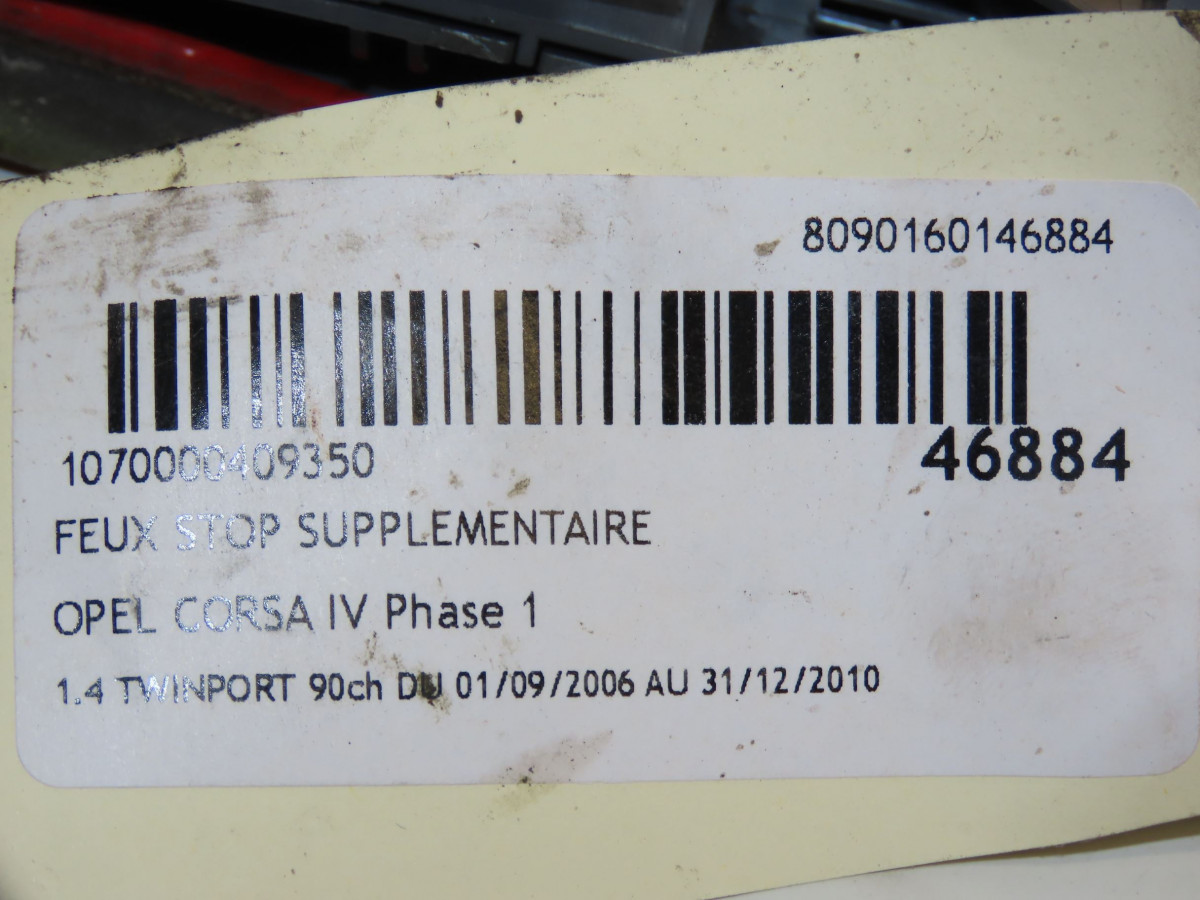 8090160146884
1070000409350
46884
FEUX STOP SUPPLEMENTAIRE
OPEL CORSA IV Phase 1
1.4 TWINPORT 90ch DU 01/09/2006 AU 31/12/2010